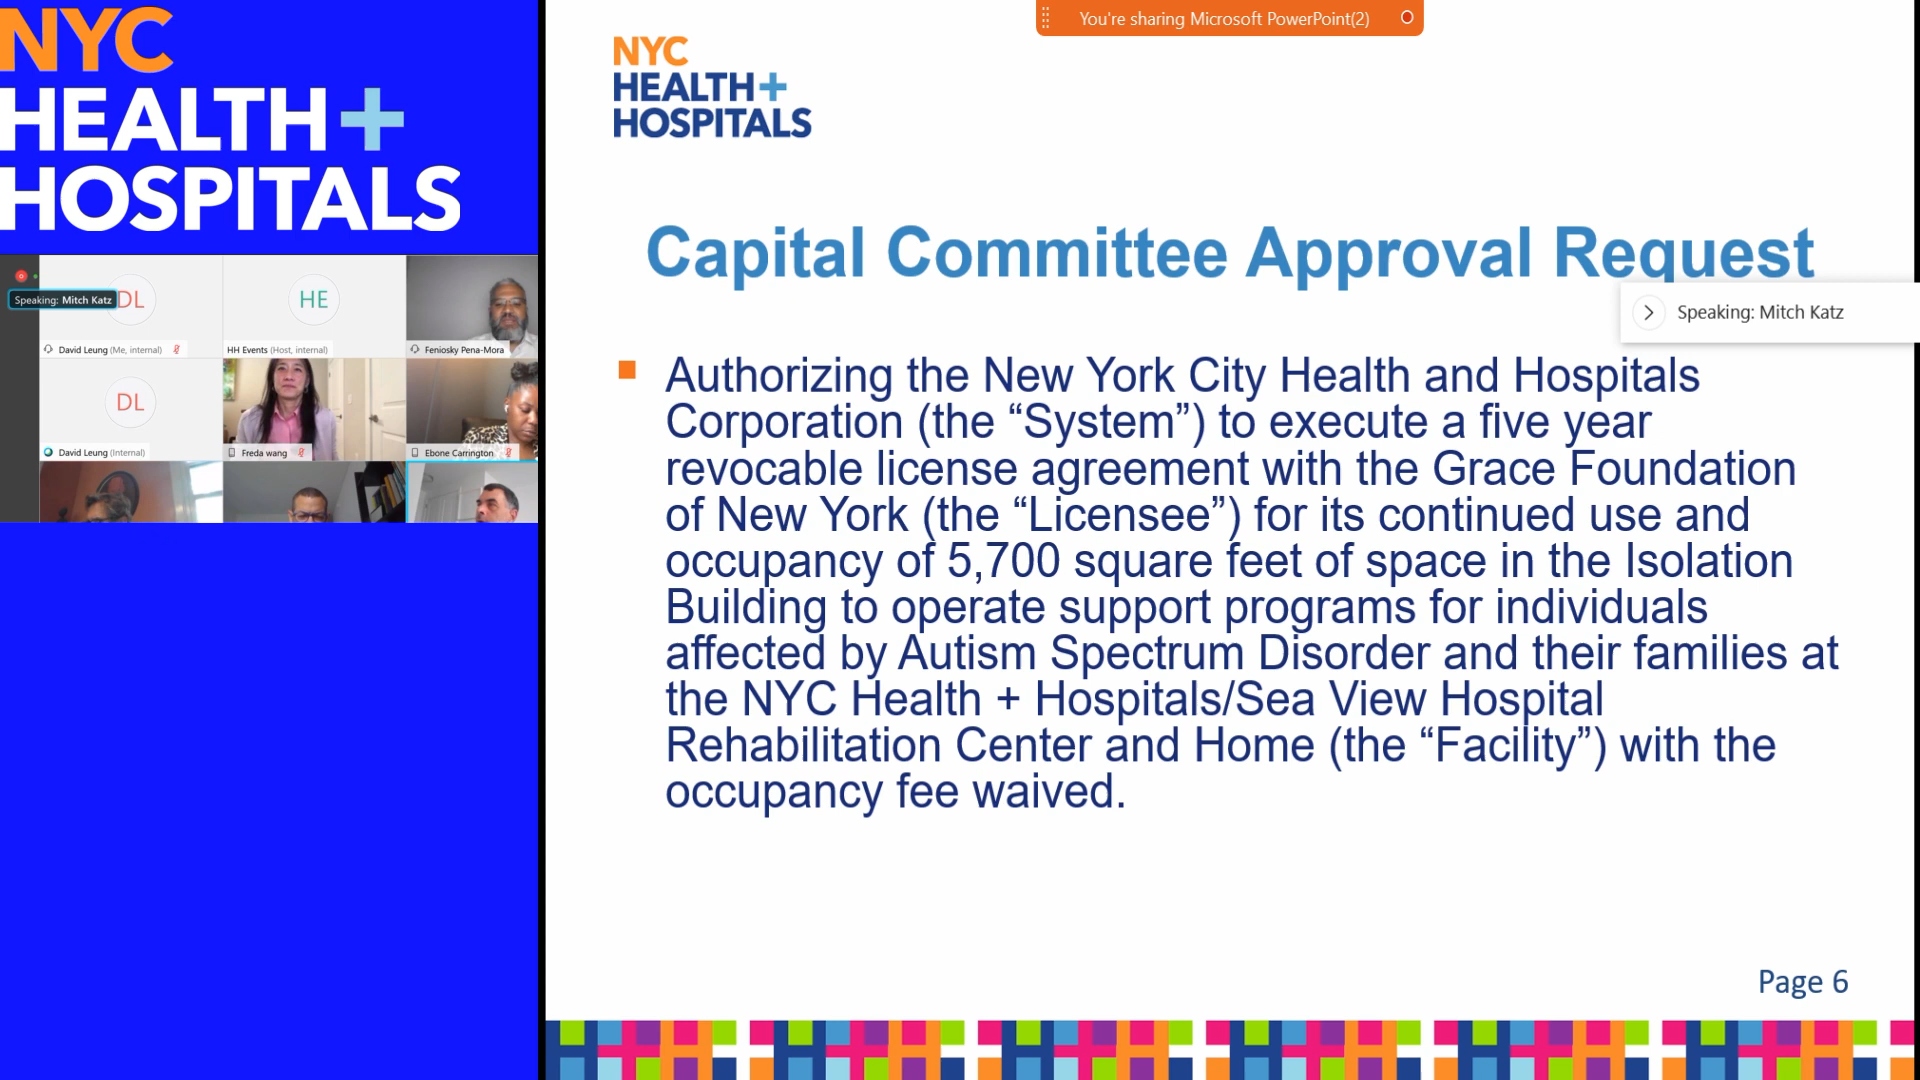 NYC
HEALTH+
HOSPITALS
Speaking: Mitch Katz
DL
David Leung (Me, internal)
HE
HH Events (Host, internal)
Feniosky Pena-Mora
DL
David Leung (Internal)
Freda wang
Ebone Carrington
You're sharing Microsoft PowerPoint(2)
NYC
HEALTH+
HOSPITALS
Capital Committee Approval Request
Speaking: Mitch Katz
Authorizing the New York City Health and Hospitals
Corporation (the “System”) to execute a five year
revocable license agreement with the Grace Foundation
of New York (the “Licensee”) for its continued use and
occupancy of 5,700 square feet of space in the Isolation
Building to operate support programs for individuals
affected by Autism Spectrum Disorder and their families at
the NYC Health + Hospitals/Sea View Hospital
Rehabilitation Center and Home (the “Facility”) with the
occupancy fee waived.
Page 6